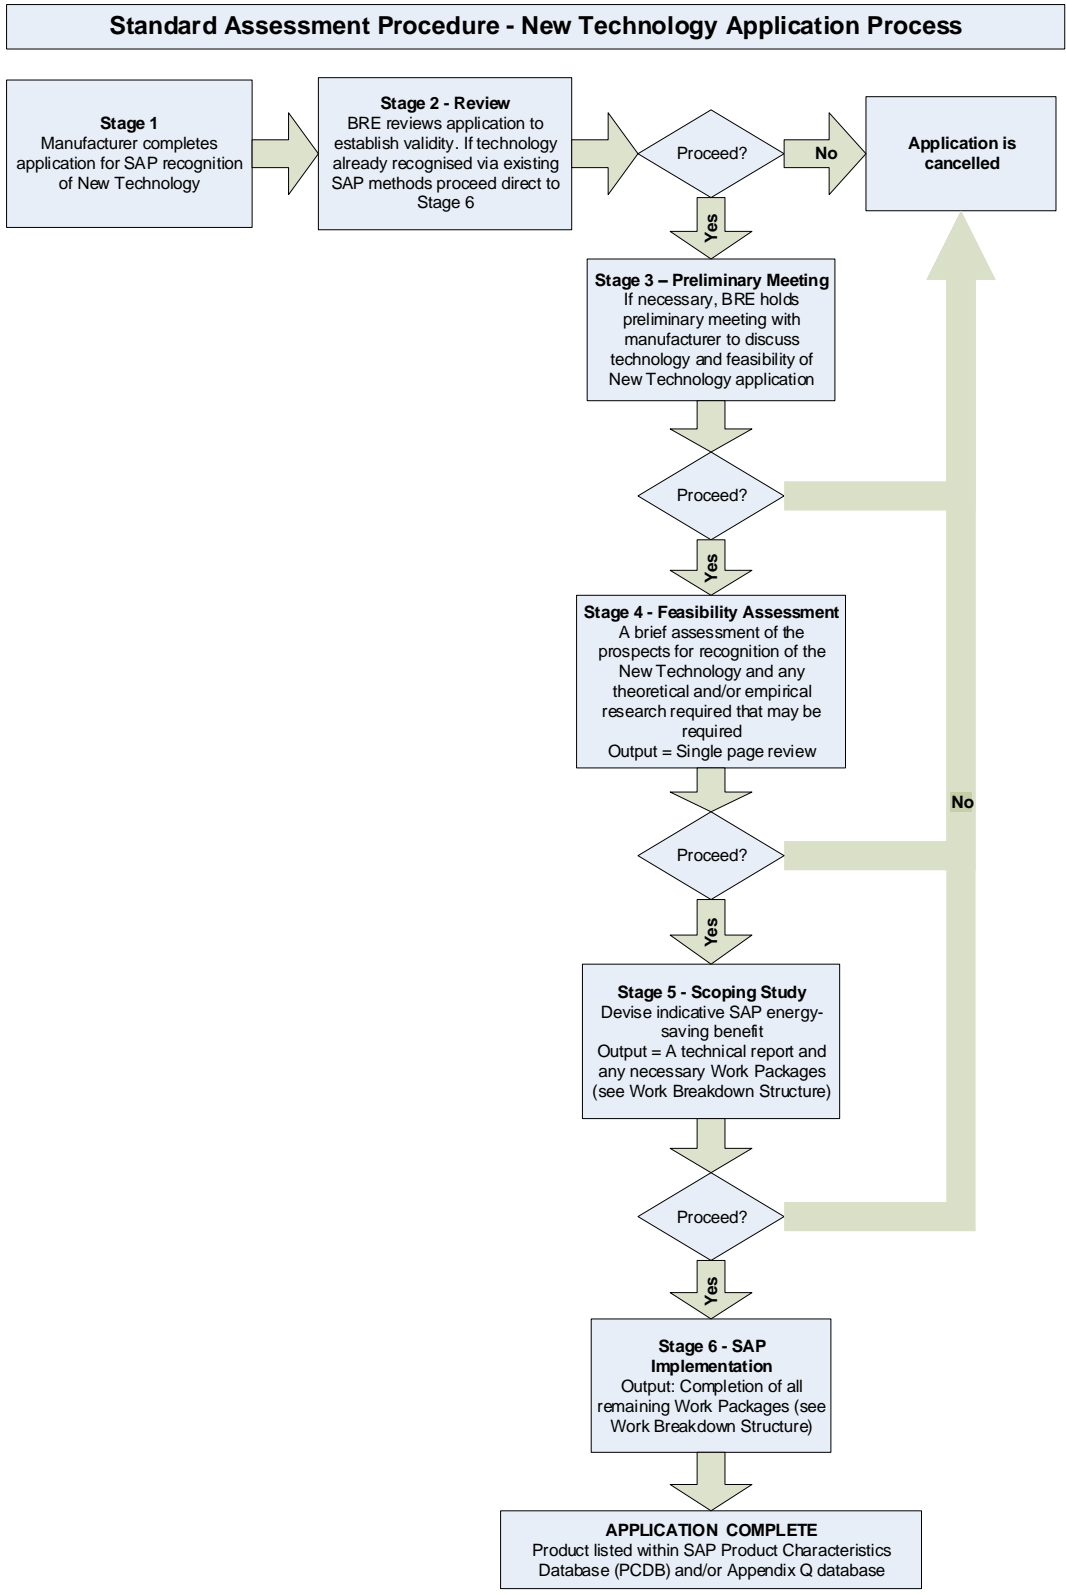 Standard Assessment Procedure - New Technology Application Process
Stage 1
Manufacturer completes
application for SAP recognition
of New Technology
Stage 2 - Review
BRE reviews application to
establish validity. If technology
already recognised via existing
SAP methods proceed direct to
Stage 6
Proceed?
No
Application is
cancelled
Yes
Stage 3 – Preliminary Meeting
If necessary, BRE holds
preliminary meeting with
manufacturer to discuss
technology and feasibility of
New Technology application
Proceed?
Yes
Stage 4 - Feasibility Assessment
A brief assessment of the
prospects for recognition of the
New Technology and any
theoretical and/or empirical
research required that may be
required
Output = Single page review
No
Proceed?
Yes
Stage 5 - Scoping Study
Devise indicative SAP energy-
saving benefit
Output = A technical report and
any necessary Work Packages
(see Work Breakdown Structure)
Proceed?
Yes
Stage 6 - SAP
Implementation
Output: Completion of all
remaining Work Packages (see
Work Breakdown Structure)
APPLICATION COMPLETE
Product listed within SAP Product Characteristics
Database (PCDB) and/or Appendix Q database